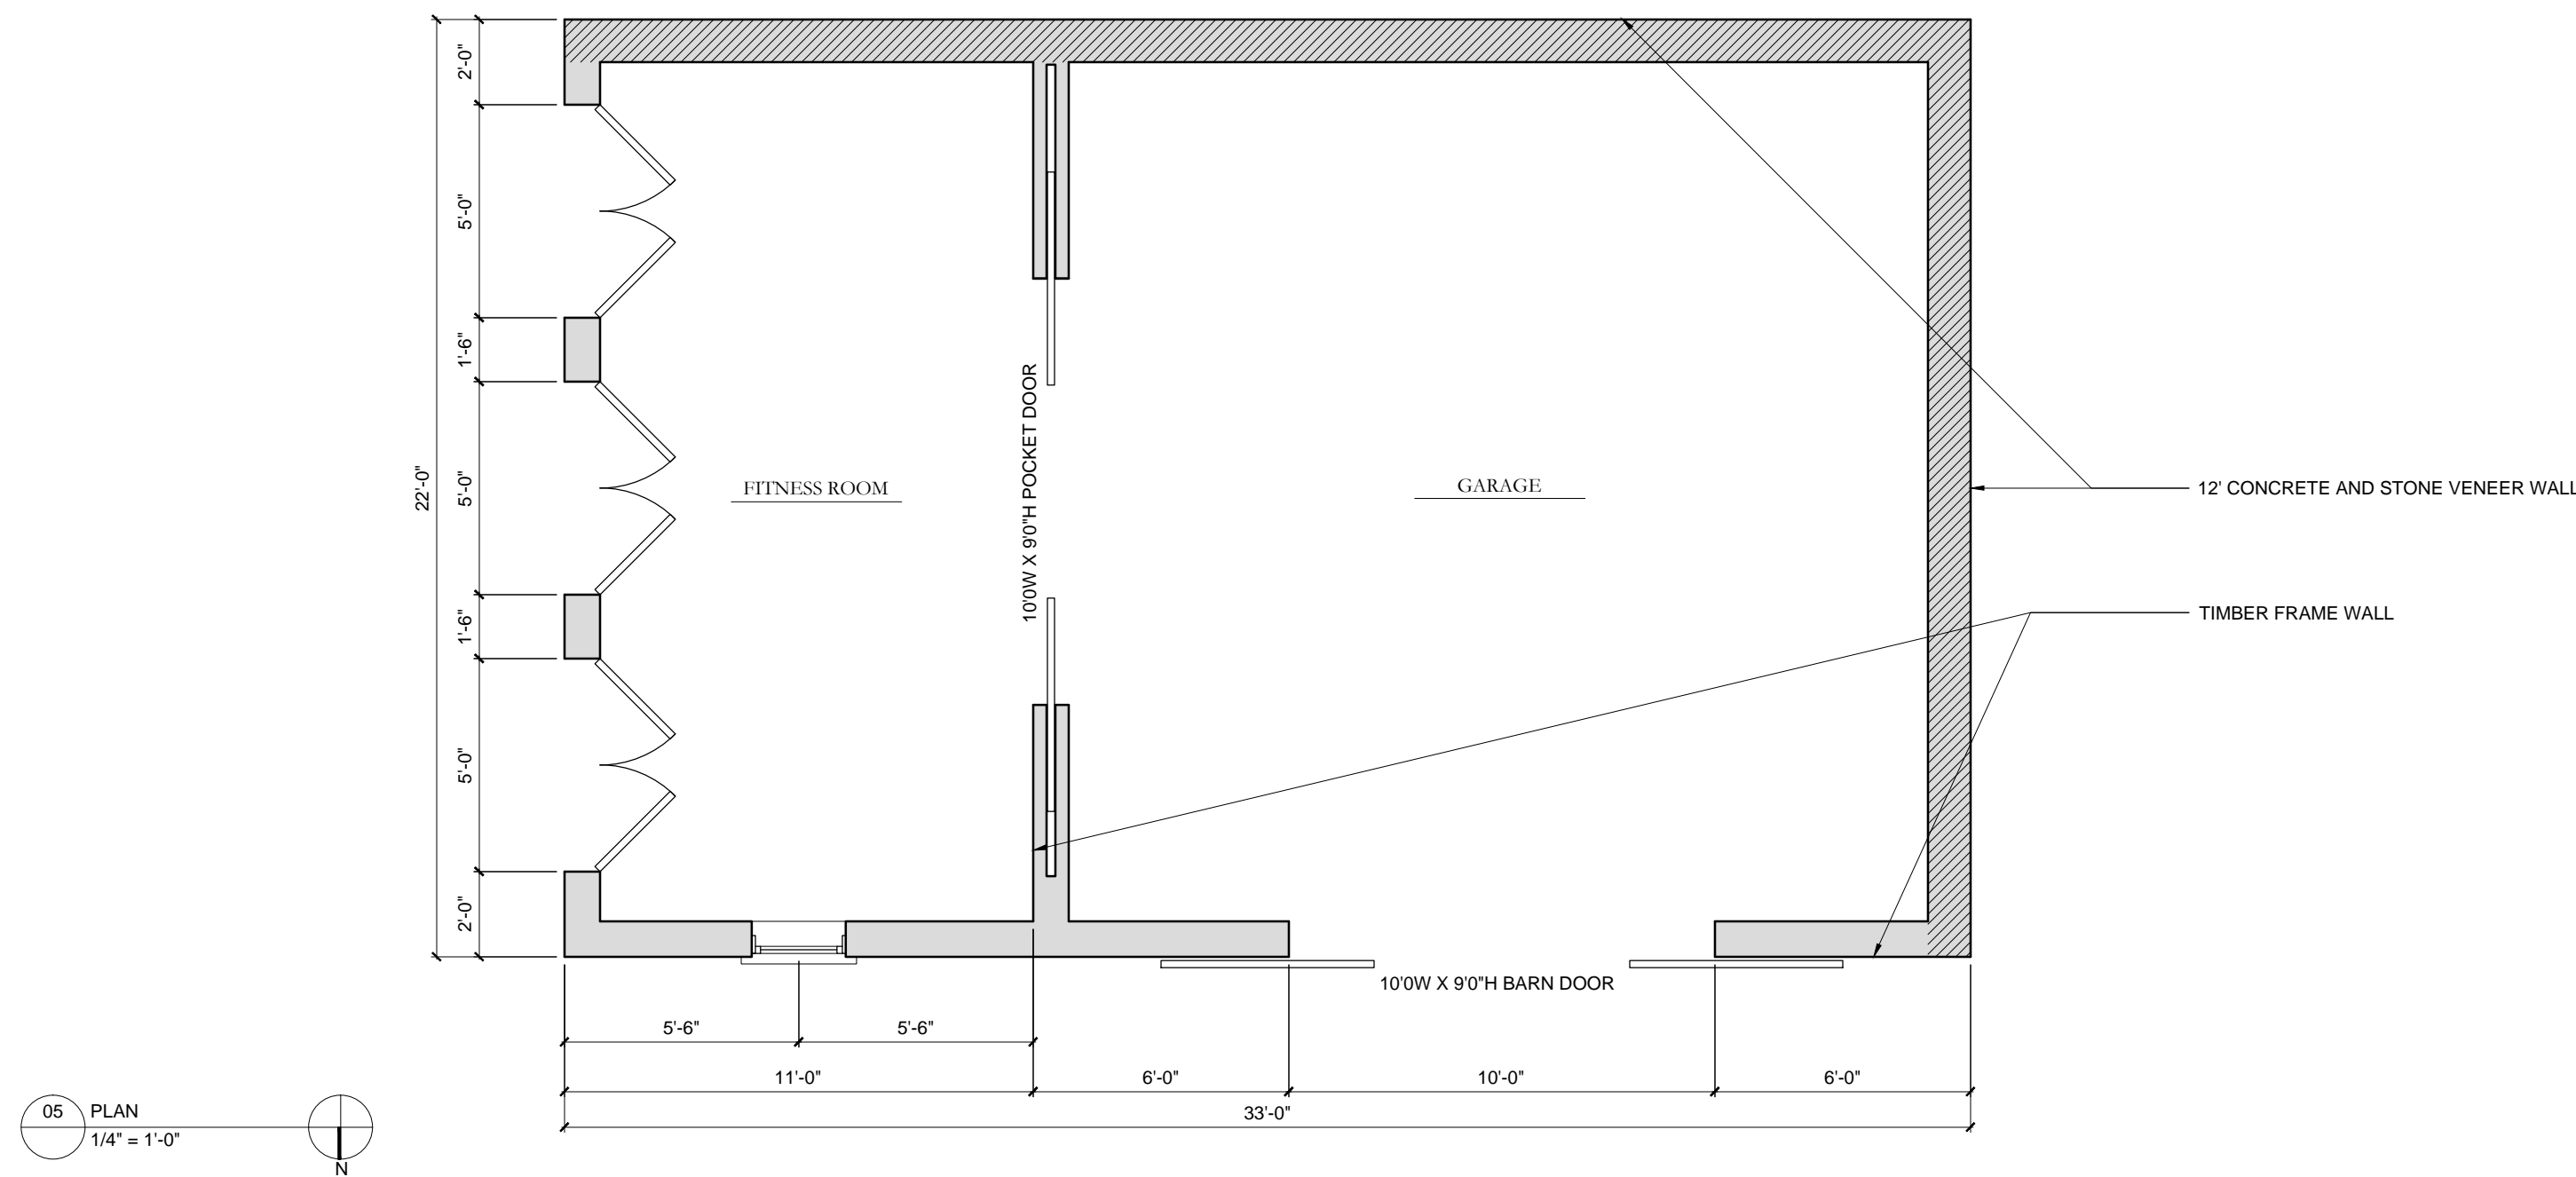 2'-0"
5'-0"
1'-6"
22'-0"
5'-0"
1'-6"
5'-0"
2'-0"
FITNESS ROOM
10'0W X 9'0"H POCKET DOOR
GARAGE
12' CONCRETE AND STONE VENEER WALL
TIMBER FRAME WALL
10'0W X 9'0"H BARN DOOR
5'-6" 5'-6"
11'-0" 6'-0" 10'-0" 6'-0"
33'-0"
05 PLAN
1/4" = 1'-0"
N